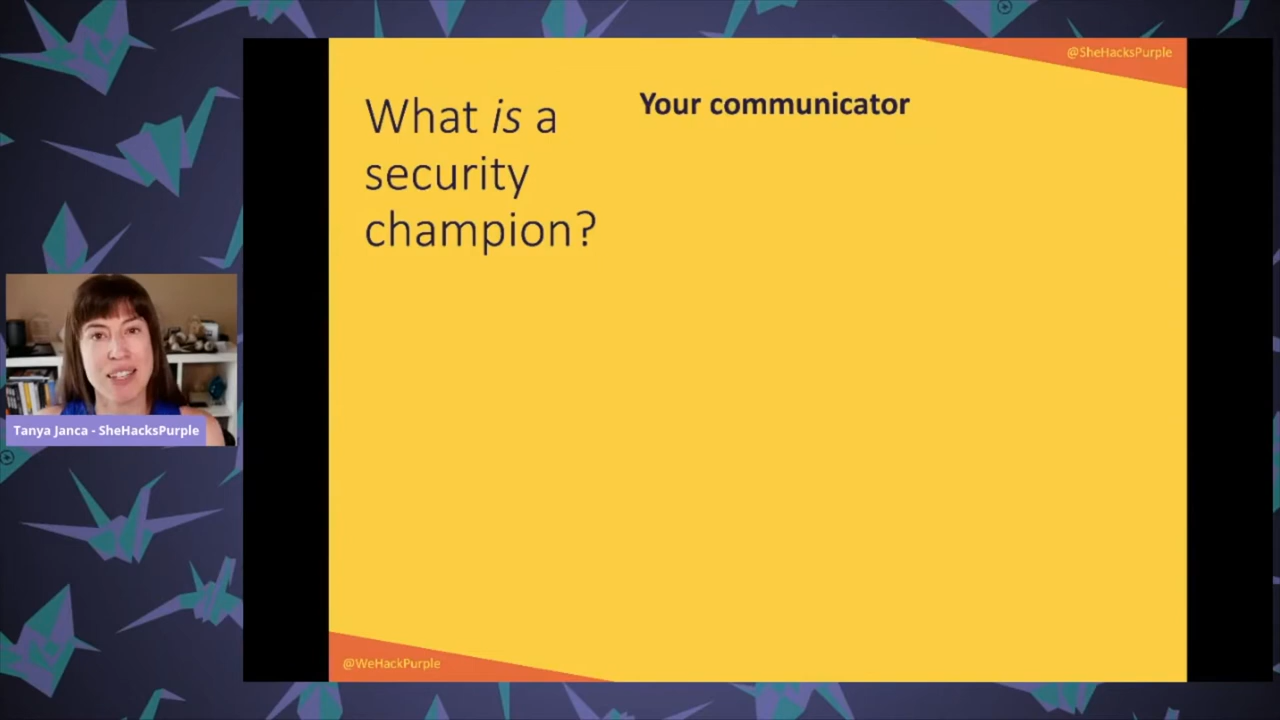 @SheHacksPurple
What is a
security
champion?
Your communicator
Tanya Janca - SheHacksPurple
@WeHackPurple